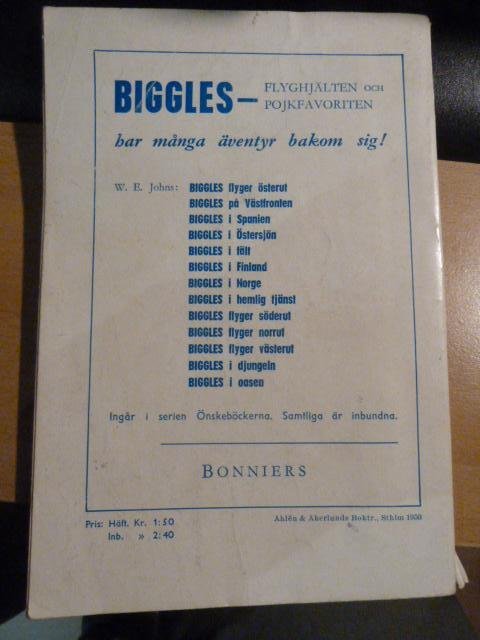 BIGGLES — FLYGHJÄLTEN OCH
POJKFAVORITEN
har många äventyr bakom sig!
W. E. Johns: BIGGLES flyger österut
BIGGLES på Västfronten
BIGGLES i Spanien
BIGGLES i Östersjön
BIGGLES i fält
BIGGLES i Finland
BIGGLES i Norge
BIGGLES i hemlig tjänst
BIGGLES flyger söderut
BIGGLES flyger norrut
BIGGLES flyger västerut
BIGGLES i djungeln
BIGGLES i oasen
Ingår i serien Önskeböckerna. Samtliga är inbundna.
BONNIERS
Pris: Häft. Kr. 1:50
Inb. » 2:40
Åhlén & Åkerlunds Boktr., Sthlm 1950